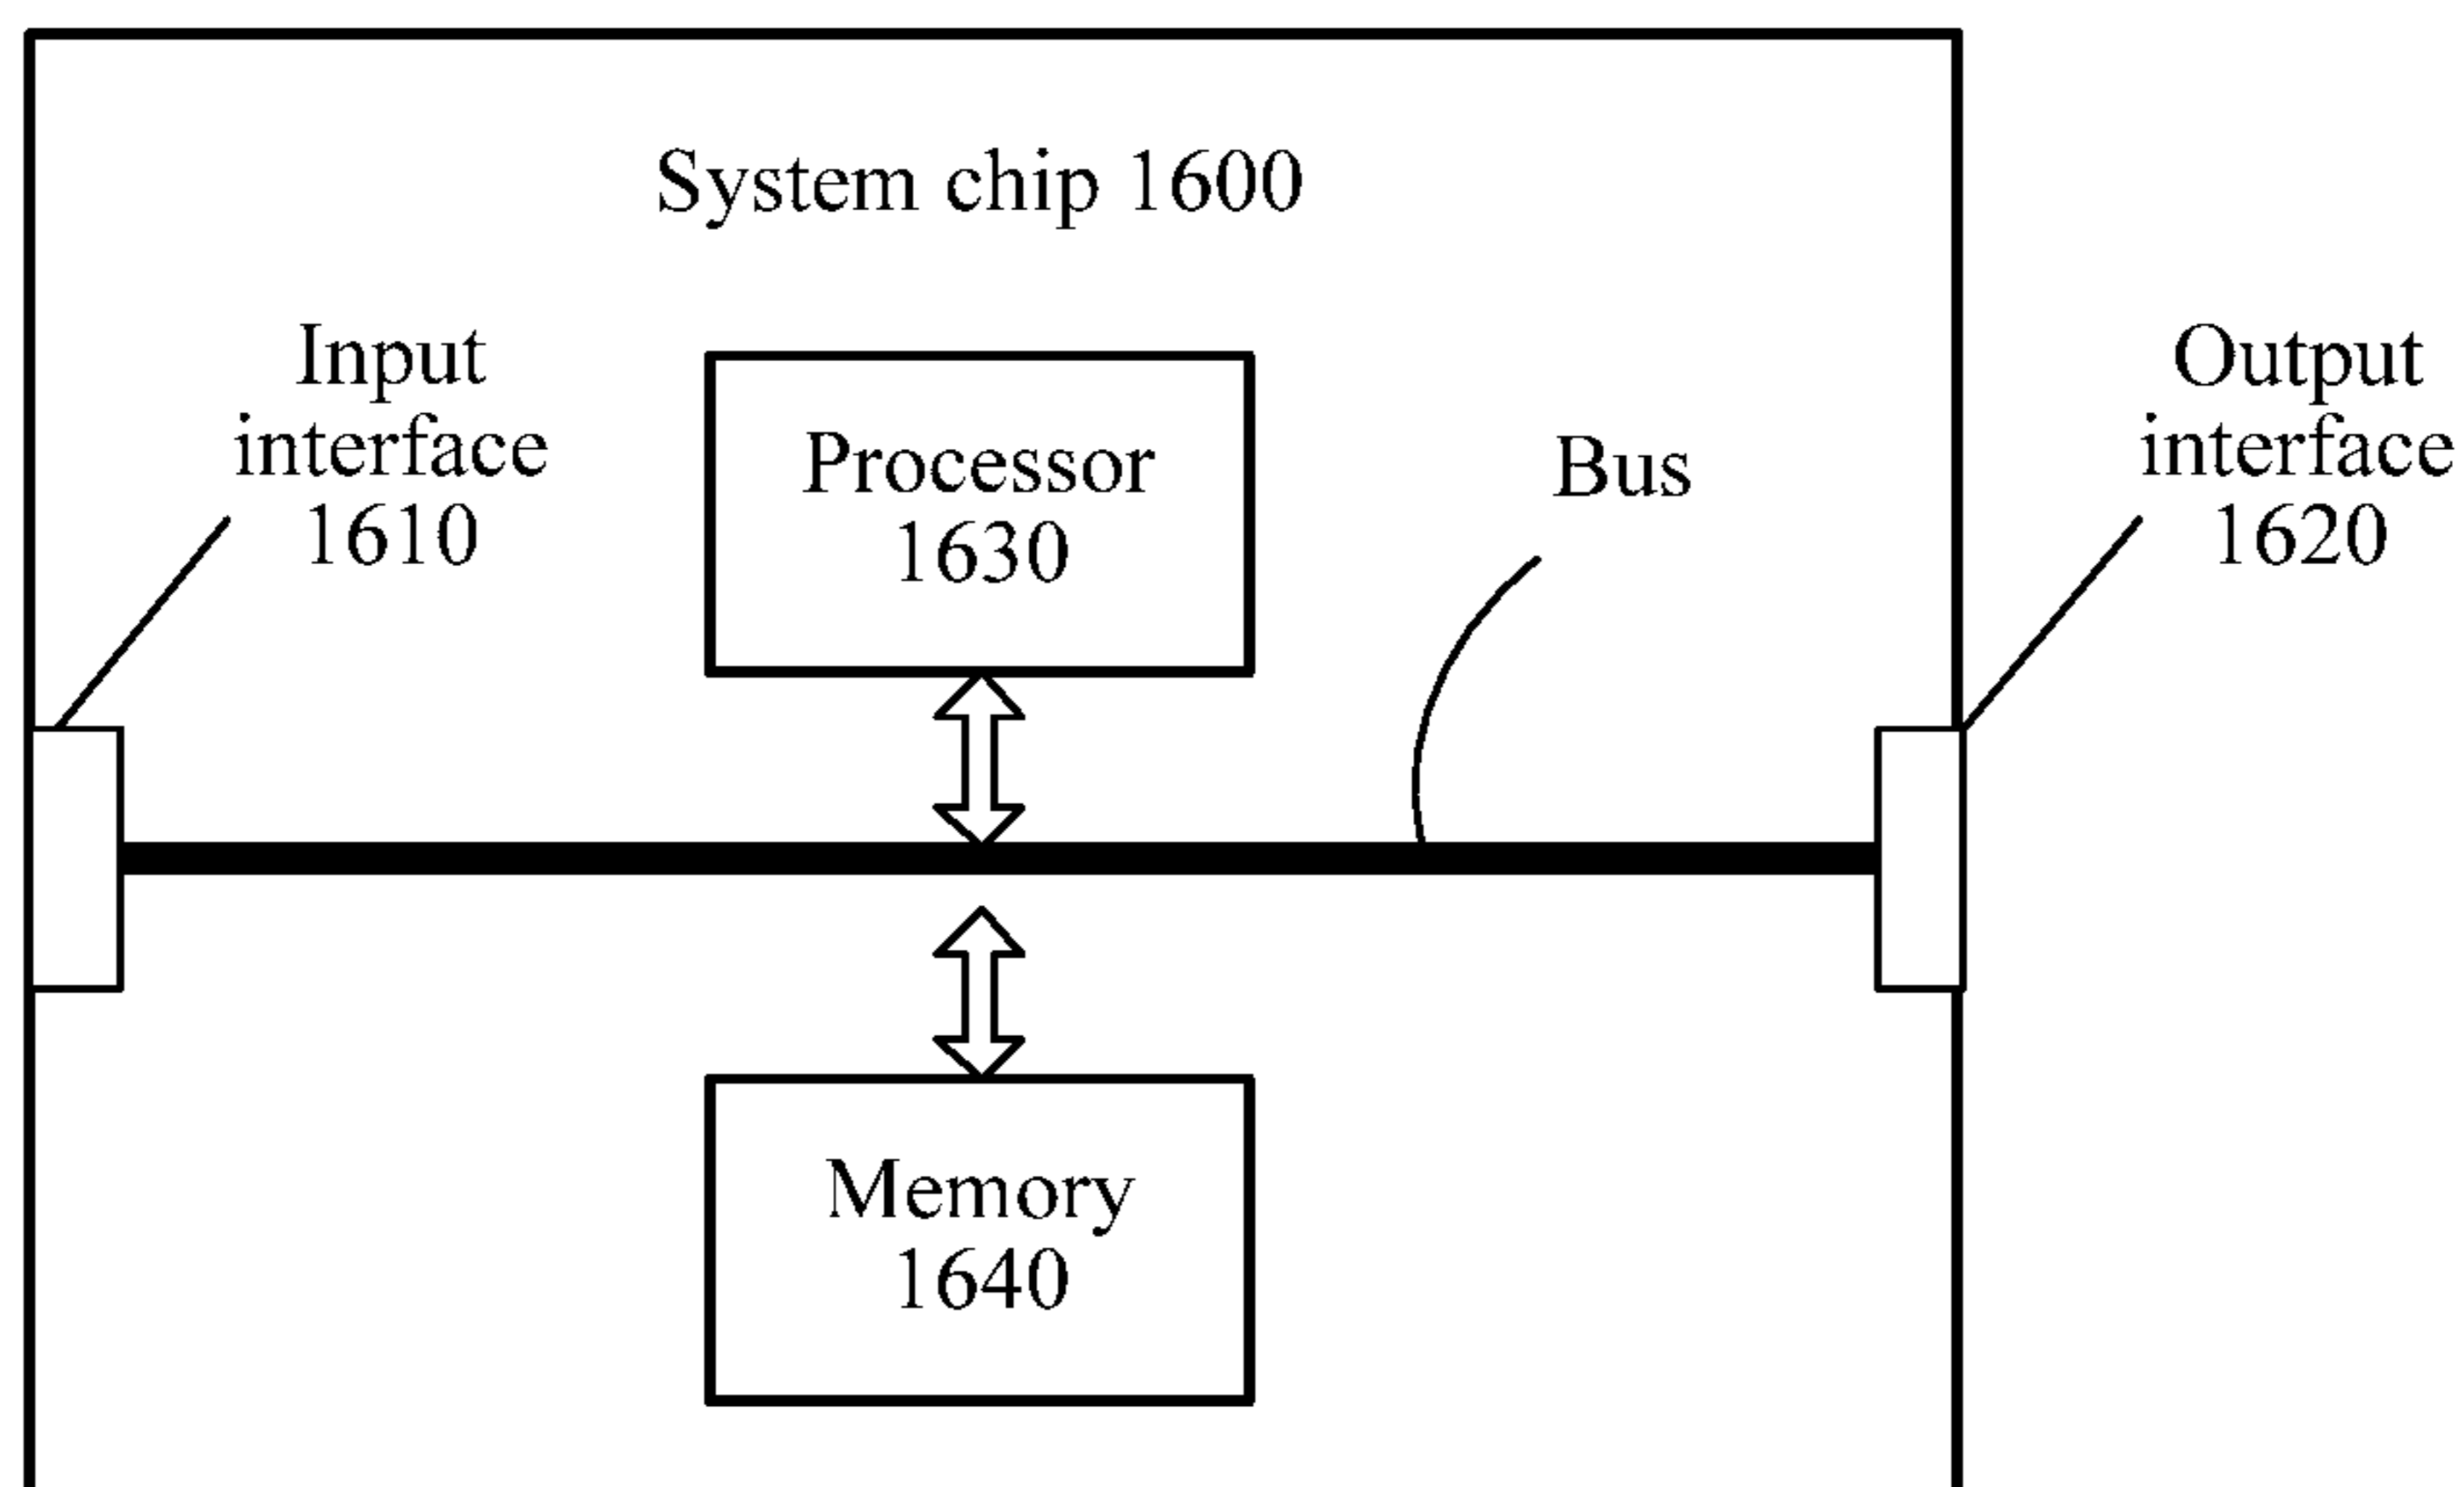 System chip 1600
Input
interface
1610
Processor
1630
Bus
Output
interface
1620
Memory
1640